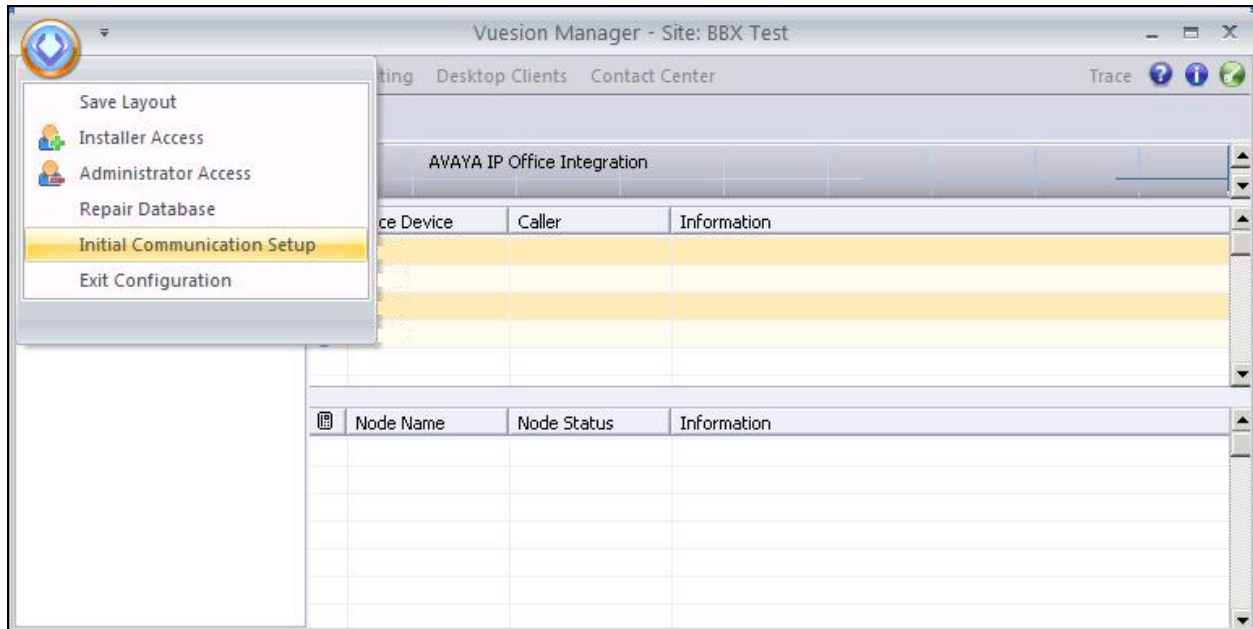 Vuesion Manager - Site: BBX Test
ting Desktop Clients Contact Center Trace
Save Layout
Installer Access
Administrator Access
Repair Database
Initial Communication Setup
Exit Configuration
AVAYA IP Office Integration
ce Device Caller Information
Node Name Node Status Information